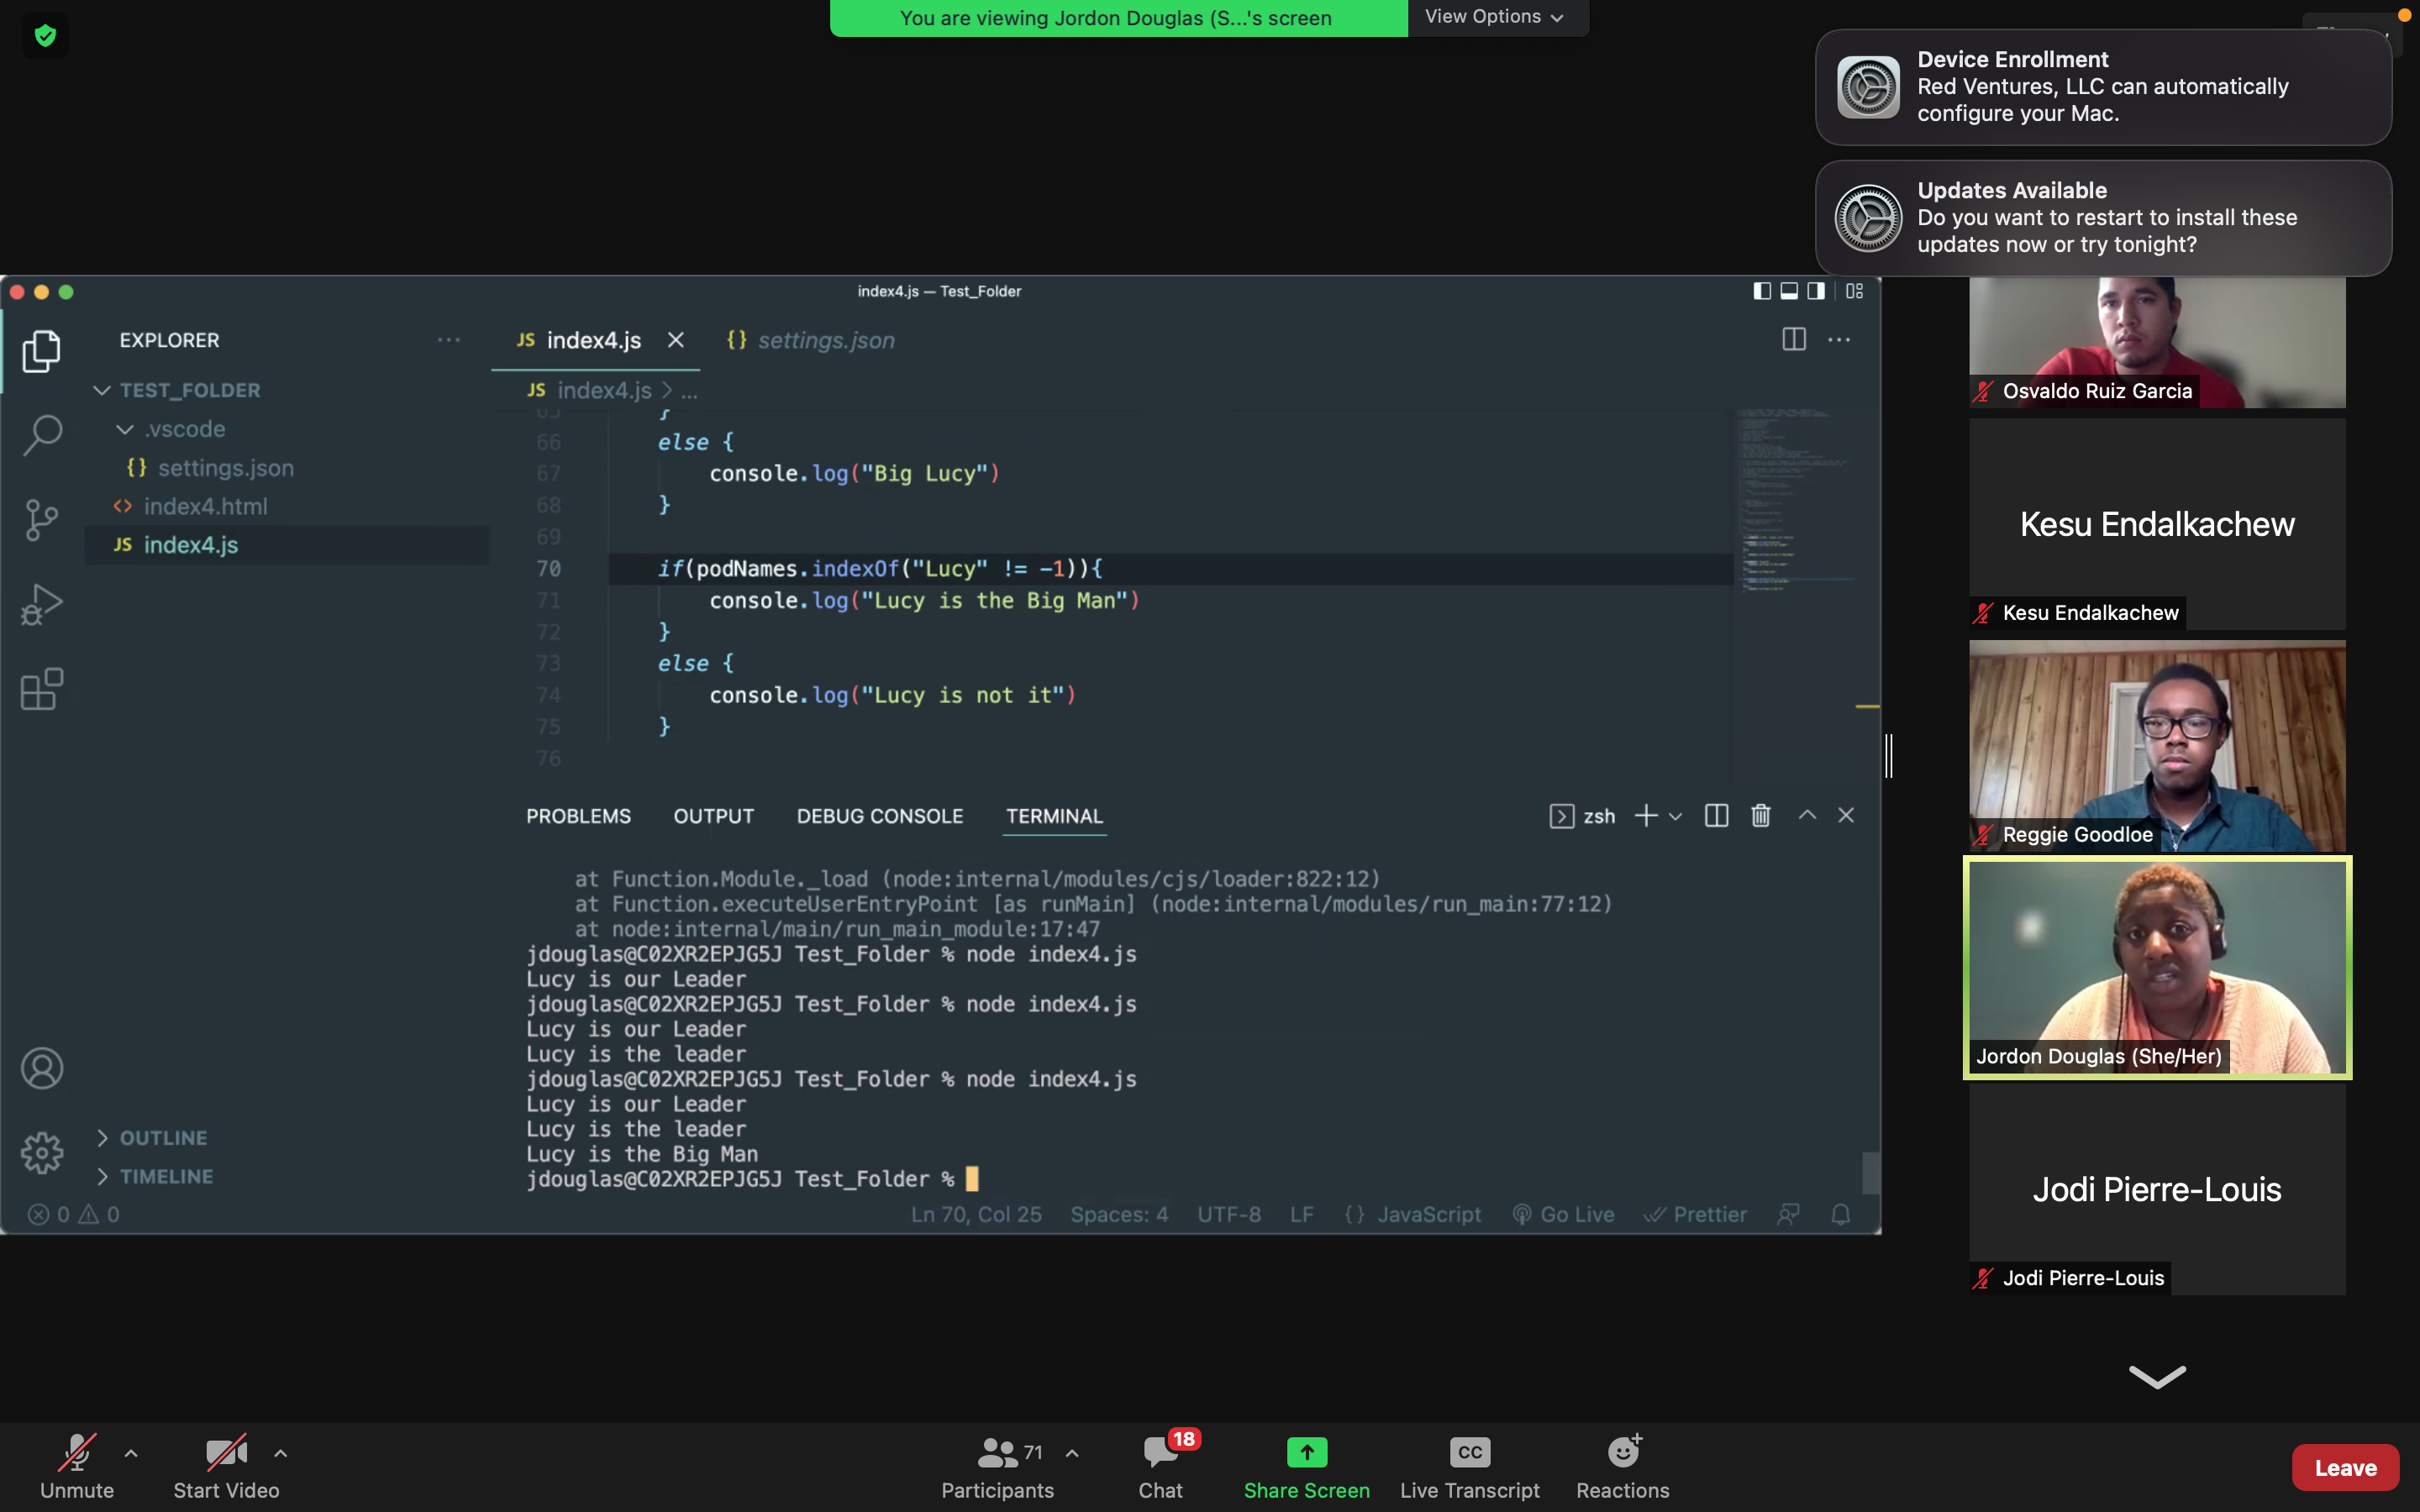 You are viewing Jordon Douglas (S...'s screen
View Options
Device Enrollment
Red Ventures, LLC can automatically
configure your Mac.
Updates Available
Do you want to restart to install these
updates now or try tonight?
index4.js — Test_Folder
EXPLORER
TEST_FOLDER
.vscode
{} settings.json
<> index4.html
JS index4.js
JS index4.js
{} settings.json
JS index4.js > ...
65 }
66 else {
67 console.log("Big Lucy")
68 }
69
70 if(podNames.indexOf("Lucy" != -1)){
71 console.log("Lucy is the Big Man")
72 }
73 else {
74 console.log("Lucy is not it")
75 }
76
PROBLEMS OUTPUT DEBUG CONSOLE TERMINAL
zsh
at Function.Module._load (node:internal/modules/cjs/loader:822:12)
at Function.executeUserEntryPoint [as runMain] (node:internal/modules/run_main:77:12)
at node:internal/main/run_main_module:17:47
jdouglas@C02XR2EPJG5J Test_Folder % node index4.js
Lucy is our Leader
jdouglas@C02XR2EPJG5J Test_Folder % node index4.js
Lucy is our Leader
Lucy is the leader
jdouglas@C02XR2EPJG5J Test_Folder % node index4.js
Lucy is our Leader
Lucy is the leader
Lucy is the Big Man
jdouglas@C02XR2EPJG5J Test_Folder %
OUTLINE
TIMELINE
0 0
Ln 70, Col 25 Spaces: 4 UTF-8 LF {} JavaScript Go Live Prettier
Osvaldo Ruiz Garcia
Kesu Endalkachew
Kesu Endalkachew
Reggie Goodloe
Jordon Douglas (She/Her)
Jodi Pierre-Louis
Jodi Pierre-Louis
Unmute
Start Video
71
Participants
18
Chat
Share Screen
CC
Live Transcript
Reactions
Leave